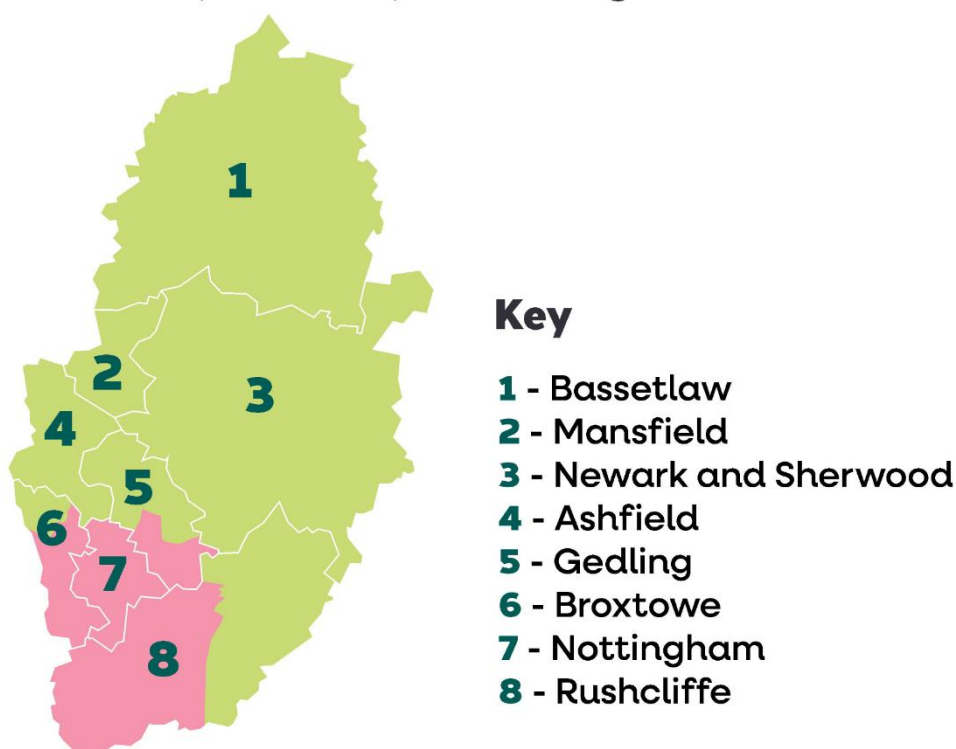 1
2
3
4
5
6
7
8
Key
1 - Bassetlaw
2 - Mansfield
3 - Newark and Sherwood
4 - Ashfield
5 - Gedling
6 - Broxtowe
7 - Nottingham
8 - Rushcliffe